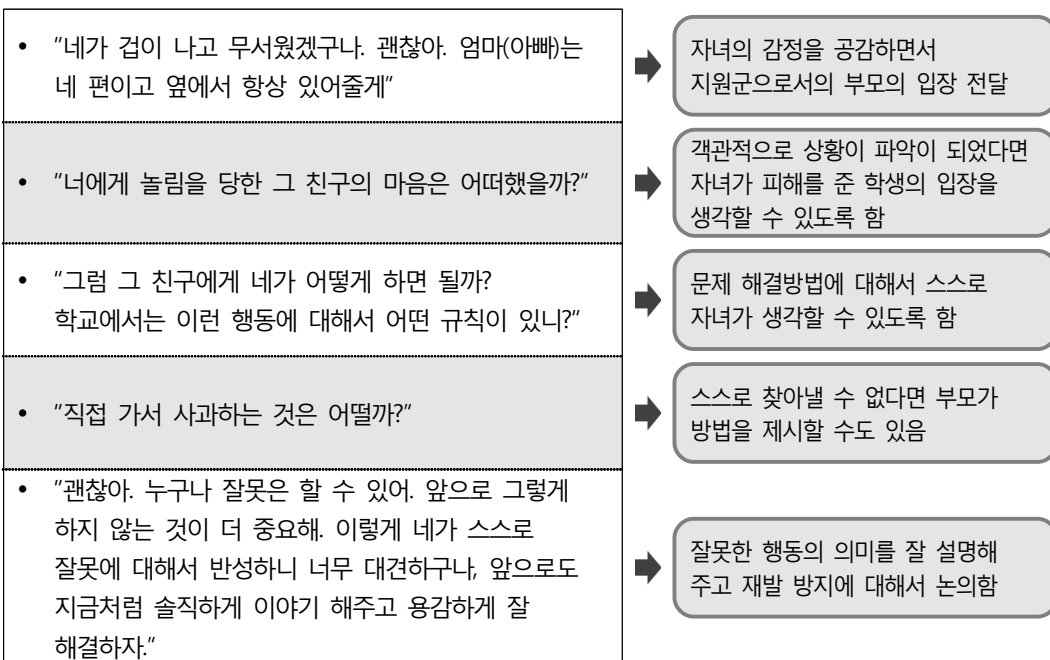 • "네가 겁이 나고 무서웠겠구나. 괜찮아. 엄마(아빠)는
네 편이고 옆에서 항상 있어줄게"
자녀의 감정을 공감하면서
지원군으로서의 부모의 입장 전달
• "너에게 놀림을 당한 그 친구의 마음은 어떠했을까?"
객관적으로 상황이 파악이 되었다면
자녀가 피해를 준 학생의 입장을
생각할 수 있도록 함
• "그럼 그 친구에게 네가 어떻게 하면 될까?
학교에서는 이런 행동에 대해서 어떤 규칙이 있니?"
문제 해결방법에 대해서 스스로
자녀가 생각할 수 있도록 함
• "직접 가서 사과하는 것은 어떨까?"
스스로 찾아낼 수 없다면 부모가
방법을 제시할 수도 있음
• "괜찮아. 누구나 잘못은 할 수 있어. 앞으로 그렇게
하지 않는 것이 더 중요해. 이렇게 네가 스스로
잘못에 대해서 반성하니 너무 대견하구나, 앞으로도
지금처럼 솔직하게 이야기 해주고 용감하게 잘
해결하자."
잘못한 행동의 의미를 잘 설명해
주고 재발 방지에 대해서 논의함